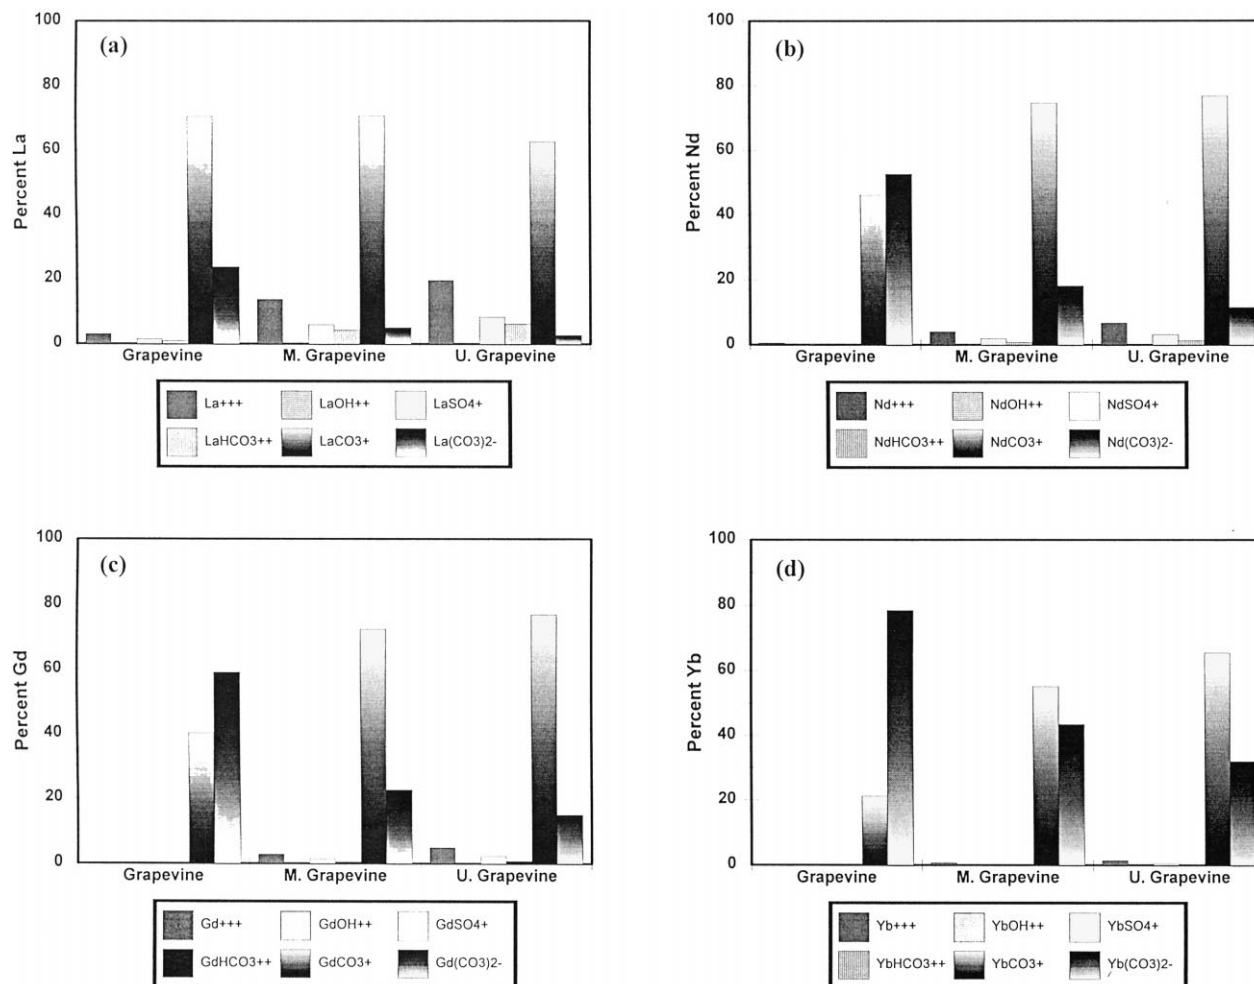 (a)
100
80
60
40
20
0
Percent La
Grapevine M. Grapevine U. Grapevine
La+++ LaOH++ LaSO4+
LaHCO3++ LaCO3+ La(CO3)2-
(b)
100
80
60
40
20
0
Percent Nd
Grapevine M. Grapevine U. Grapevine
Nd+++ NdOH++ NdSO4+
NdHCO3++ NdCO3+ Nd(CO3)2-
(c)
100
80
60
40
20
0
Percent Gd
Grapevine M. Grapevine U. Grapevine
Gd+++ GdOH++ GdSO4+
GdHCO3++ GdCO3+ Gd(CO3)2-
(d)
100
80
60
40
20
0
Percent Yb
Grapevine M. Grapevine U. Grapevine
Yb+++ YbOH++ YbSO4+
YbHCO3++ YbCO3+ Yb(CO3)2-